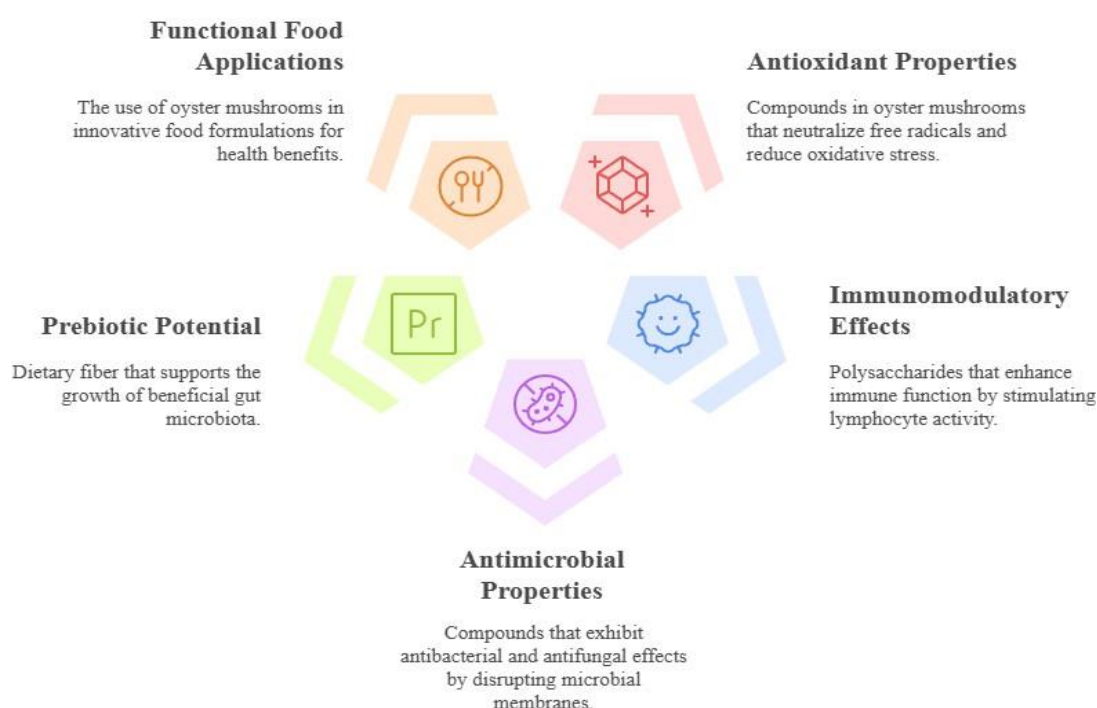 Functional Food
Applications
The use of oyster mushrooms in
innovative food formulations for
health benefits.
Antioxidant Properties
Compounds in oyster mushrooms
that neutralize free radicals and
reduce oxidative stress.
Prebiotic Potential
Dietary fiber that supports the
growth of beneficial gut
microbiota.
Pr
Immunomodulatory
Effects
Polysaccharides that enhance
immune function by stimulating
lymphocyte activity.
Antimicrobial
Properties
Compounds that exhibit
antibacterial and antifungal effects
by disrupting microbial
membranes.